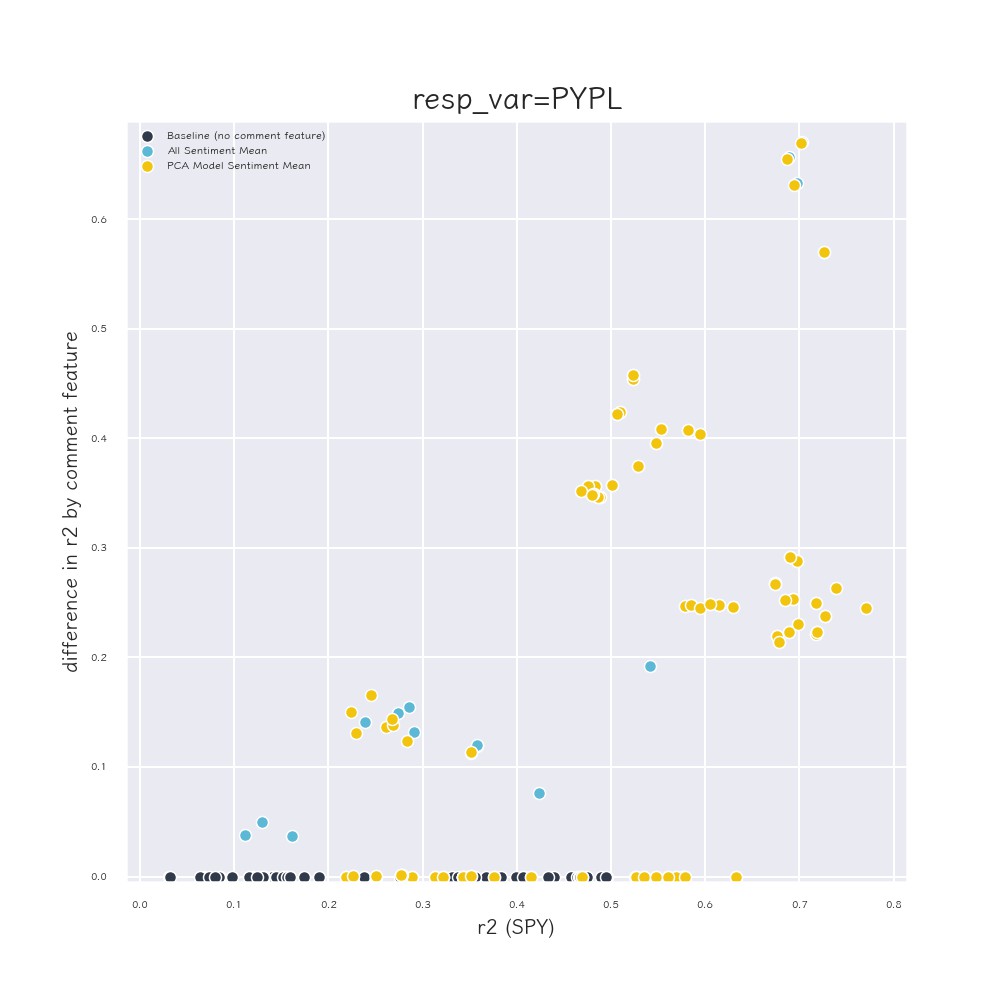 resp_var=PYPL
Baseline (no comment feature)
All Sentiment Mean
PCA Model Sentiment Mean
difference in r2 by comment feature
0.6
0.5
0.4
0.3
0.2
0.1
0.0
0.0 0.1 0.2 0.3 0.4 0.5 0.6 0.7 0.8
r2 (SPY)